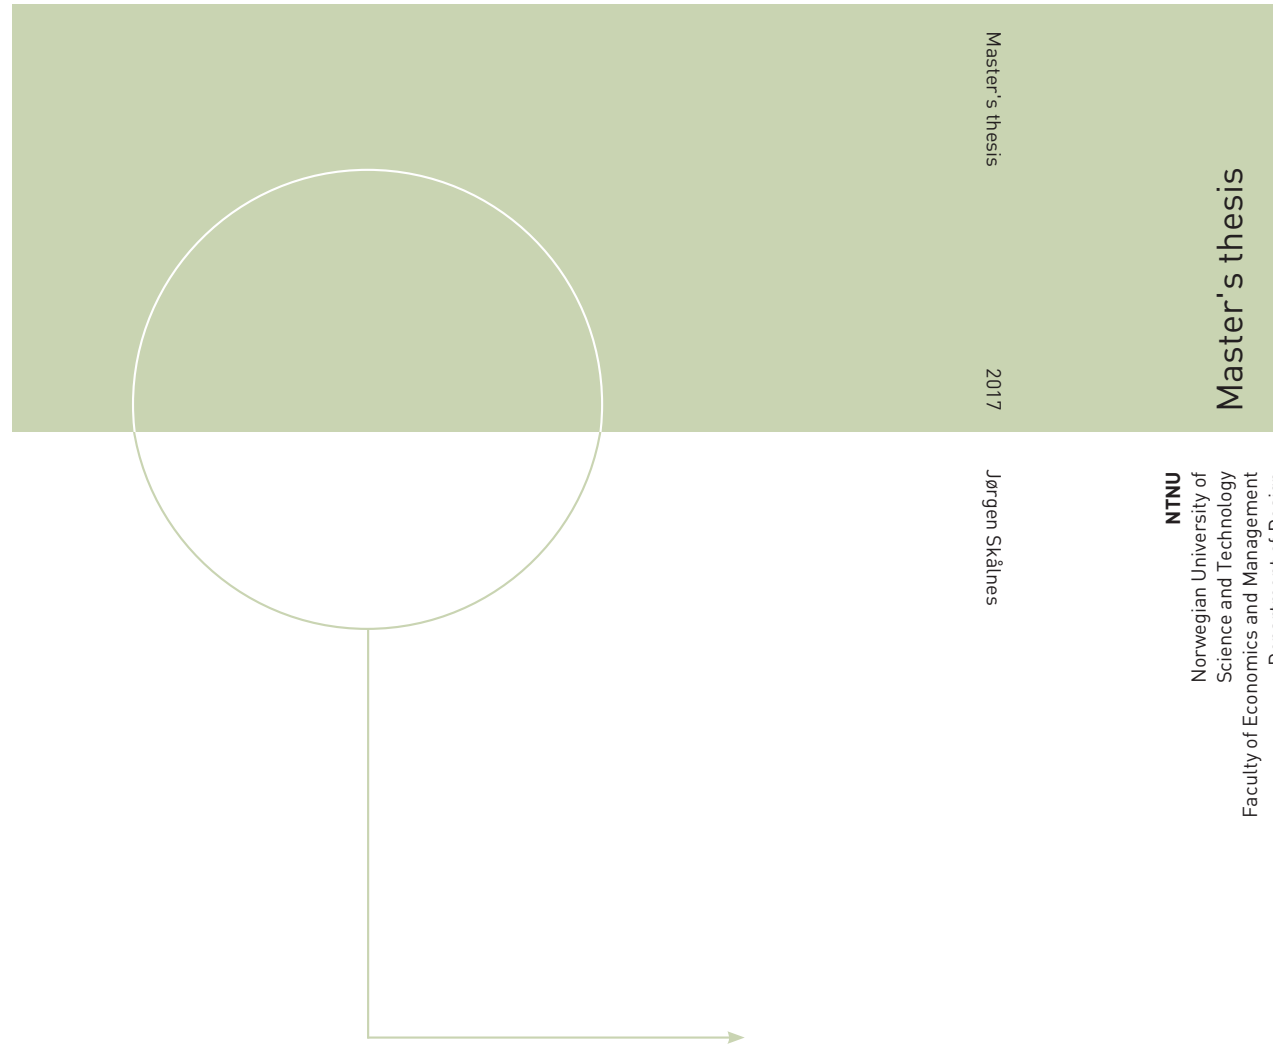 Master's thesis
2017
Jørgen Skålnes
Master's thesis
NTNU
Norwegian University of
Science and Technology
Faculty of Economics and Management